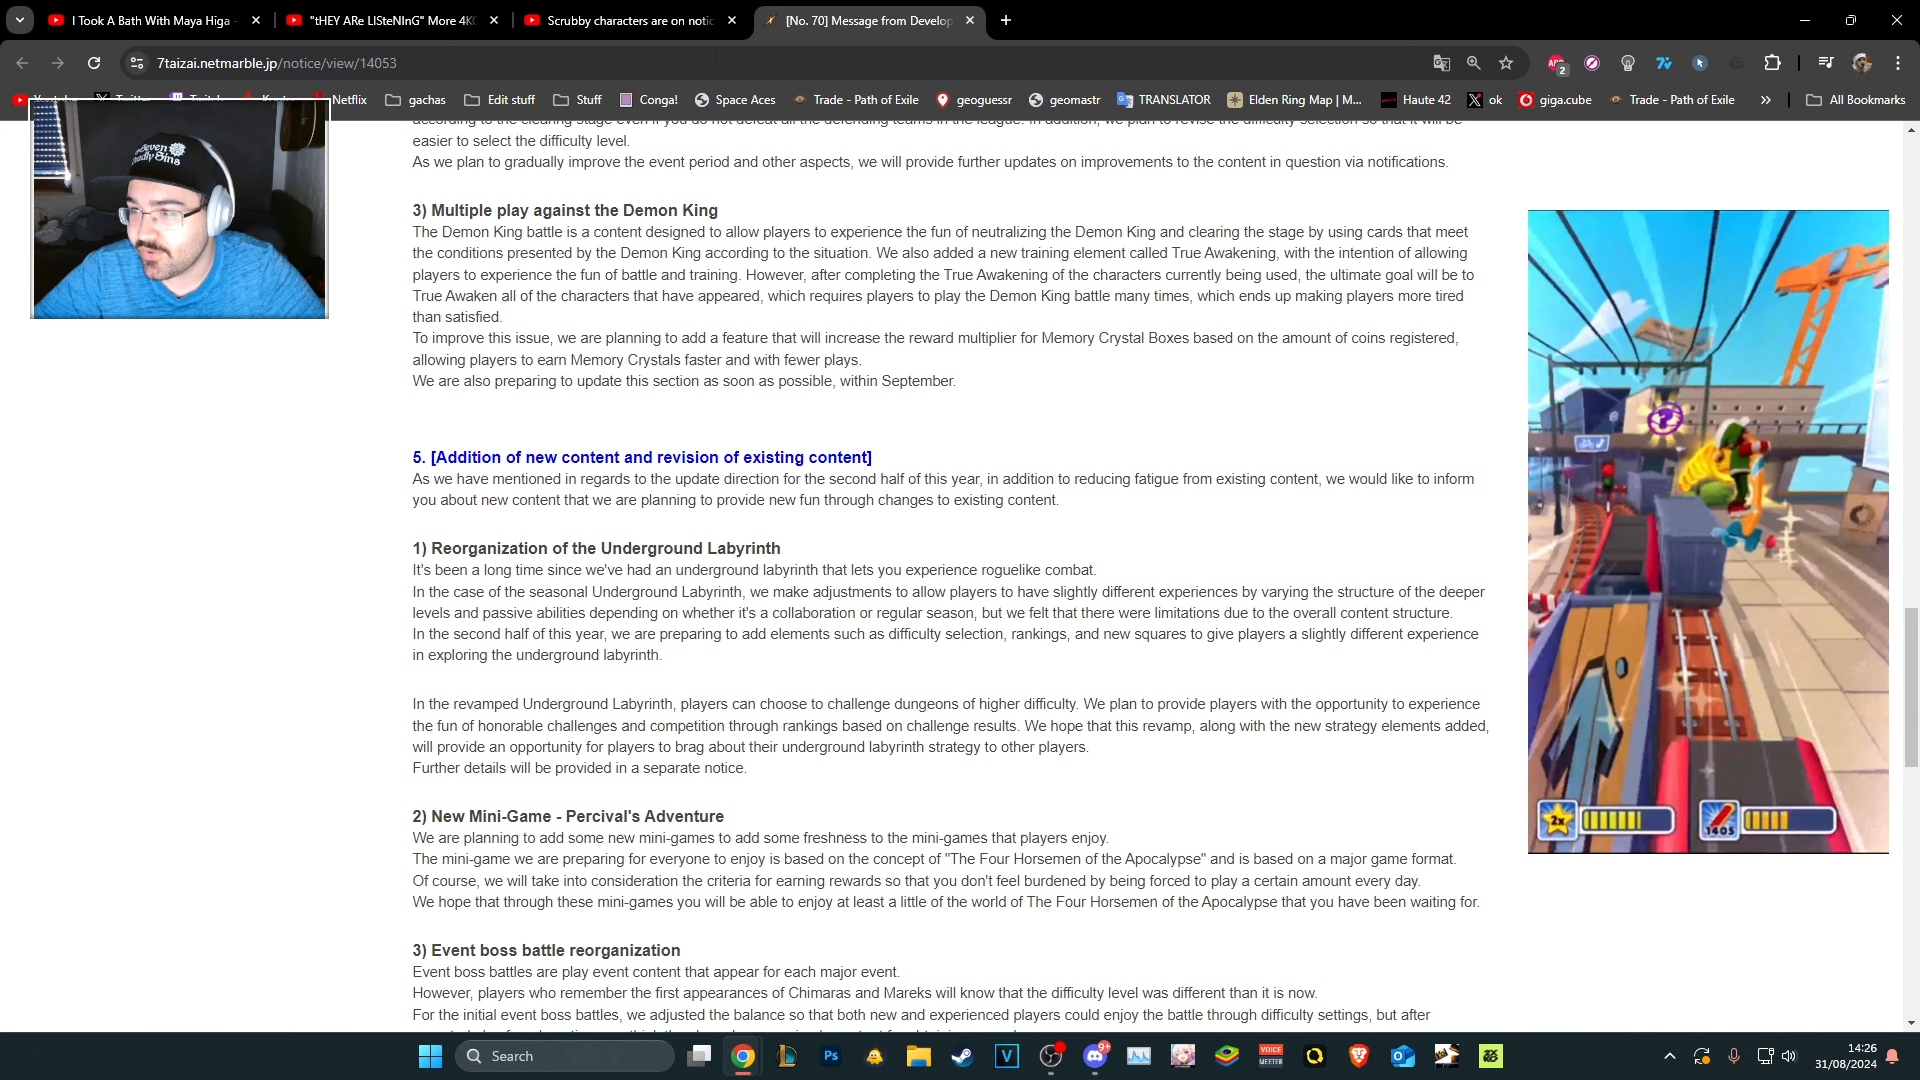 I Took A Bath With Maya Higa -
"tHEY ARe LISteNInG" More 4K
Scrubby characters are on notic
[No. 70] Message from Develop
7taizai.netmarble.jp/notice/view/14053
Netflix
gachas
Edit stuff
Stuff
Conga!
Space Aces
Trade - Path of Exile
geoguessr
geomastr
TRANSLATOR
Elden Ring Map | M...
Haute 42
ok
giga.cube
Trade - Path of Exile
All Bookmarks
easier to select the difficulty level.
As we plan to gradually improve the event period and other aspects, we will provide further updates on improvements to the content in question via notifications.
3) Multiple play against the Demon King
The Demon King battle is a content designed to allow players to experience the fun of neutralizing the Demon King and clearing the stage by using cards that meet
the conditions presented by the Demon King according to the situation. We also added a new training element called True Awakening, with the intention of allowing
players to experience the fun of battle and training. However, after completing the True Awakening of the characters currently being used, the ultimate goal will be to
True Awaken all of the characters that have appeared, which requires players to play the Demon King battle many times, which ends up making players more tired
than satisfied.
To improve this issue, we are planning to add a feature that will increase the reward multiplier for Memory Crystal Boxes based on the amount of coins registered,
allowing players to earn Memory Crystals faster and with fewer plays.
We are also preparing to update this section as soon as possible, within September.
5. [Addition of new content and revision of existing content]
As we have mentioned in regards to the update direction for the second half of this year, in addition to reducing fatigue from existing content, we would like to inform
you about new content that we are planning to provide new fun through changes to existing content.
1) Reorganization of the Underground Labyrinth
It's been a long time since we've had an underground labyrinth that lets you experience roguelike combat.
In the case of the seasonal Underground Labyrinth, we make adjustments to allow players to have slightly different experiences by varying the structure of the deeper
levels and passive abilities depending on whether it's a collaboration or regular season, but we felt that there were limitations due to the overall content structure.
In the second half of this year, we are preparing to add elements such as difficulty selection, rankings, and new squares to give players a slightly different experience
in exploring the underground labyrinth.
In the revamped Underground Labyrinth, players can choose to challenge dungeons of higher difficulty. We plan to provide players with the opportunity to experience
the fun of honorable challenges and competition through rankings based on challenge results. We hope that this revamp, along with the new strategy elements added,
will provide an opportunity for players to brag about their underground labyrinth strategy to other players.
Further details will be provided in a separate notice.
2) New Mini-Game - Percival's Adventure
We are planning to add some new mini-games to add some freshness to the mini-games that players enjoy.
The mini-game we are preparing for everyone to enjoy is based on the concept of "The Four Horsemen of the Apocalypse" and is based on a major game format.
Of course, we will take into consideration the criteria for earning rewards so that you don't feel burdened by being forced to play a certain amount every day.
We hope that through these mini-games you will be able to enjoy at least a little of the world of The Four Horsemen of the Apocalypse that you have been waiting for.
3) Event boss battle reorganization
Event boss battles are play event content that appear for each major event.
However, players who remember the first appearances of Chimaras and Mareks will know that the difficulty level was different than it is now.
For the initial event boss battles, we adjusted the balance so that both new and experienced players could enjoy the battle through difficulty settings, but after
The Seven
Deadly Sins
2x
1405
Search
Ps
V
VOICE
MEETER
9+
14:26
31/08/2024